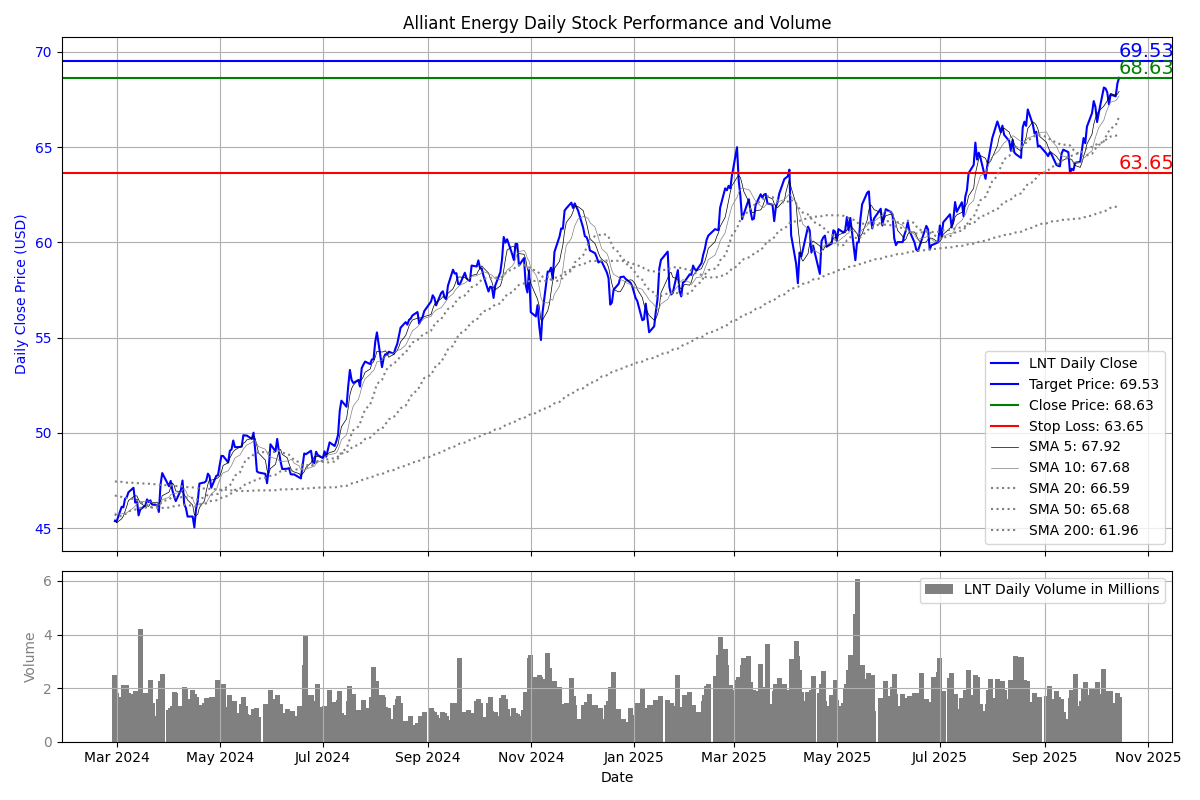 Alliant Energy Daily Stock Performance and Volume
Daily Close Price (USD)
70
65
60
55
50
45
69.53
68.63
63.65
LNT Daily Close
Target Price: 69.53
Close Price: 68.63
Stop Loss: 63.65
SMA 5: 67.92
SMA 10: 67.68
SMA 20: 66.59
SMA 50: 65.68
SMA 200: 61.96
Volume
6
4
2
0
LNT Daily Volume in Millions
Mar 2024 May 2024 Jul 2024 Sep 2024 Nov 2024 Jan 2025 Mar 2025 May 2025 Jul 2025 Sep 2025 Nov 2025
Date